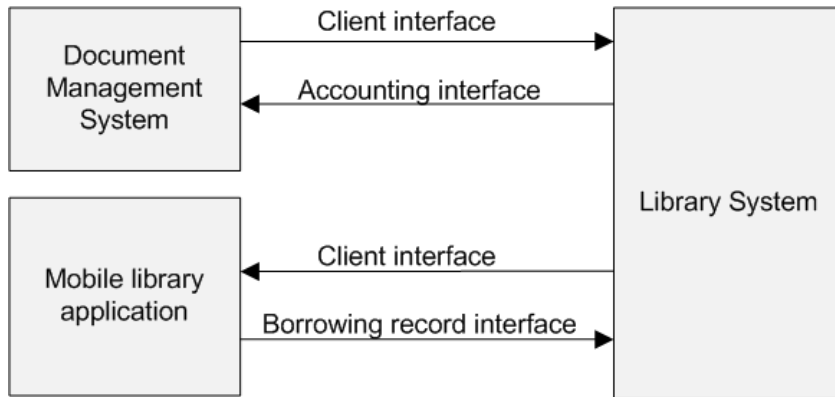 Client interface
Document
Management
System
Accounting interface
Library System
Client interface
Mobile library
application
Borrowing record interface